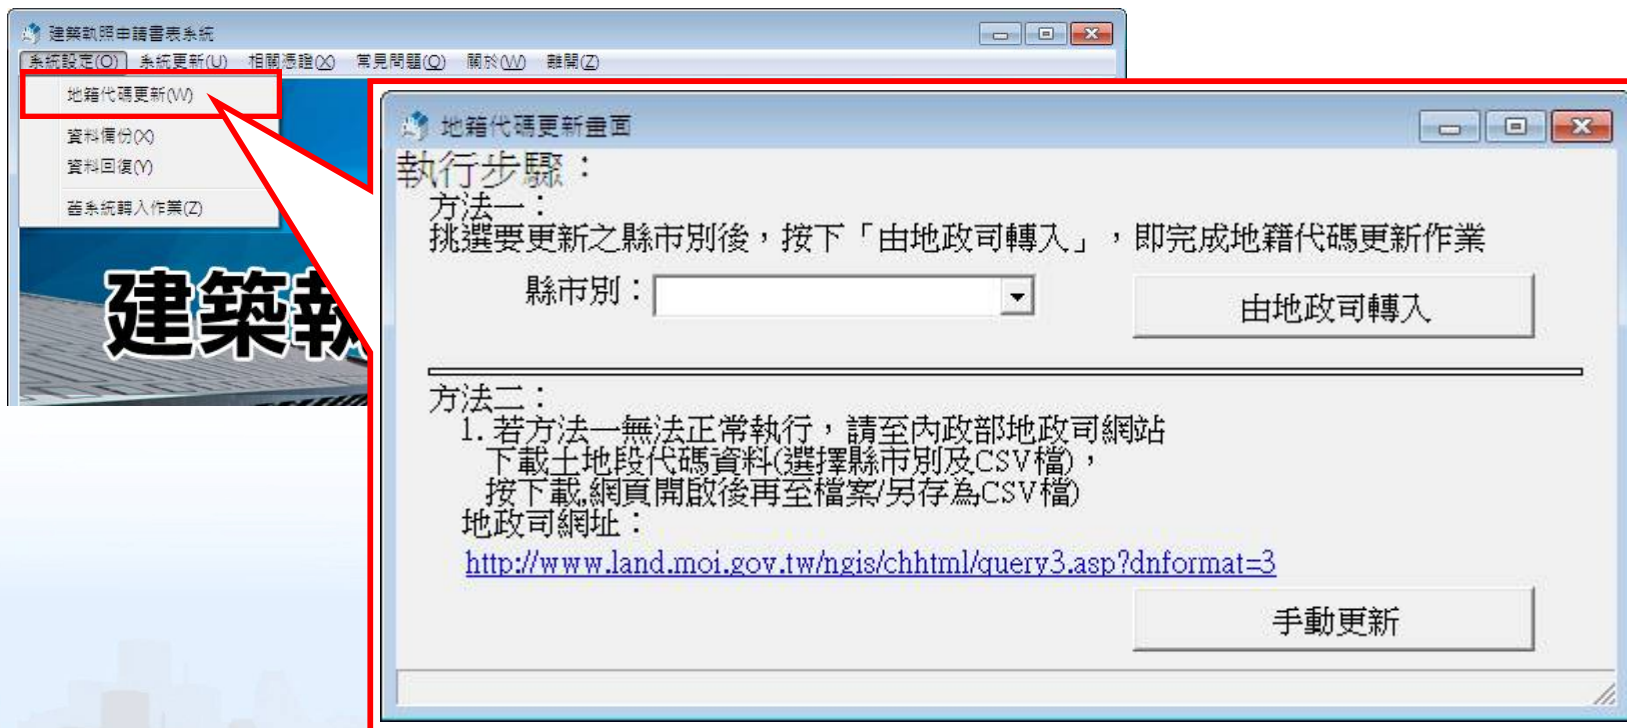 建築執照申請書表系統
系統設定(O) 系統更新(U) 相關憑證(X) 常見問題(Q) 關於(W) 離開(Z)
地籍代碼更新(W)
資料備份(X)
資料回復(Y)
舊系統轉入作業(Z)
建築執
地籍代碼更新畫面
執行步驟：
方法一：
挑選要更新之縣市別後，按下「由地政司轉入」，即完成地籍代碼更新作業
縣市別：
由地政司轉入
方法二：
1. 若方法一無法正常執行，請至內政部地政司網站
下載土地段代碼資料(選擇縣市別及CSV檔)，
按下載,網頁開啟後再至檔案/另存為CSV檔)
地政司網址：
http://www.land.moi.gov.tw/ngis/chhtml/query3.asp?dnformat=3
手動更新